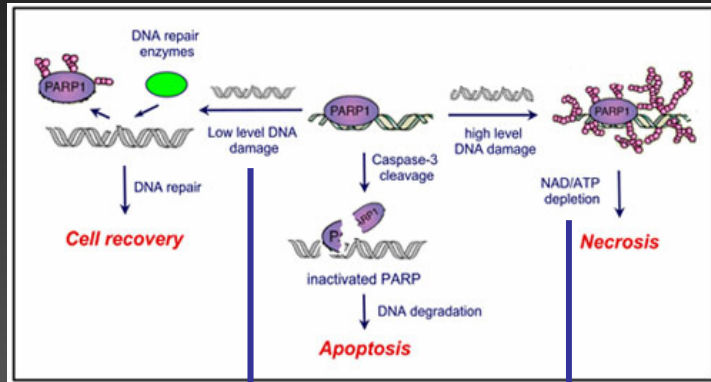 DNA repair
enzymes
PARP1
Low level DNA
damage
DNA repair
Cell recovery
PARP1
Caspase-3
cleavage
P
ARP1
inactivated PARP
DNA degradation
Apoptosis
high level
DNA damage
PARP1
NAD/ATP
depletion
Necrosis